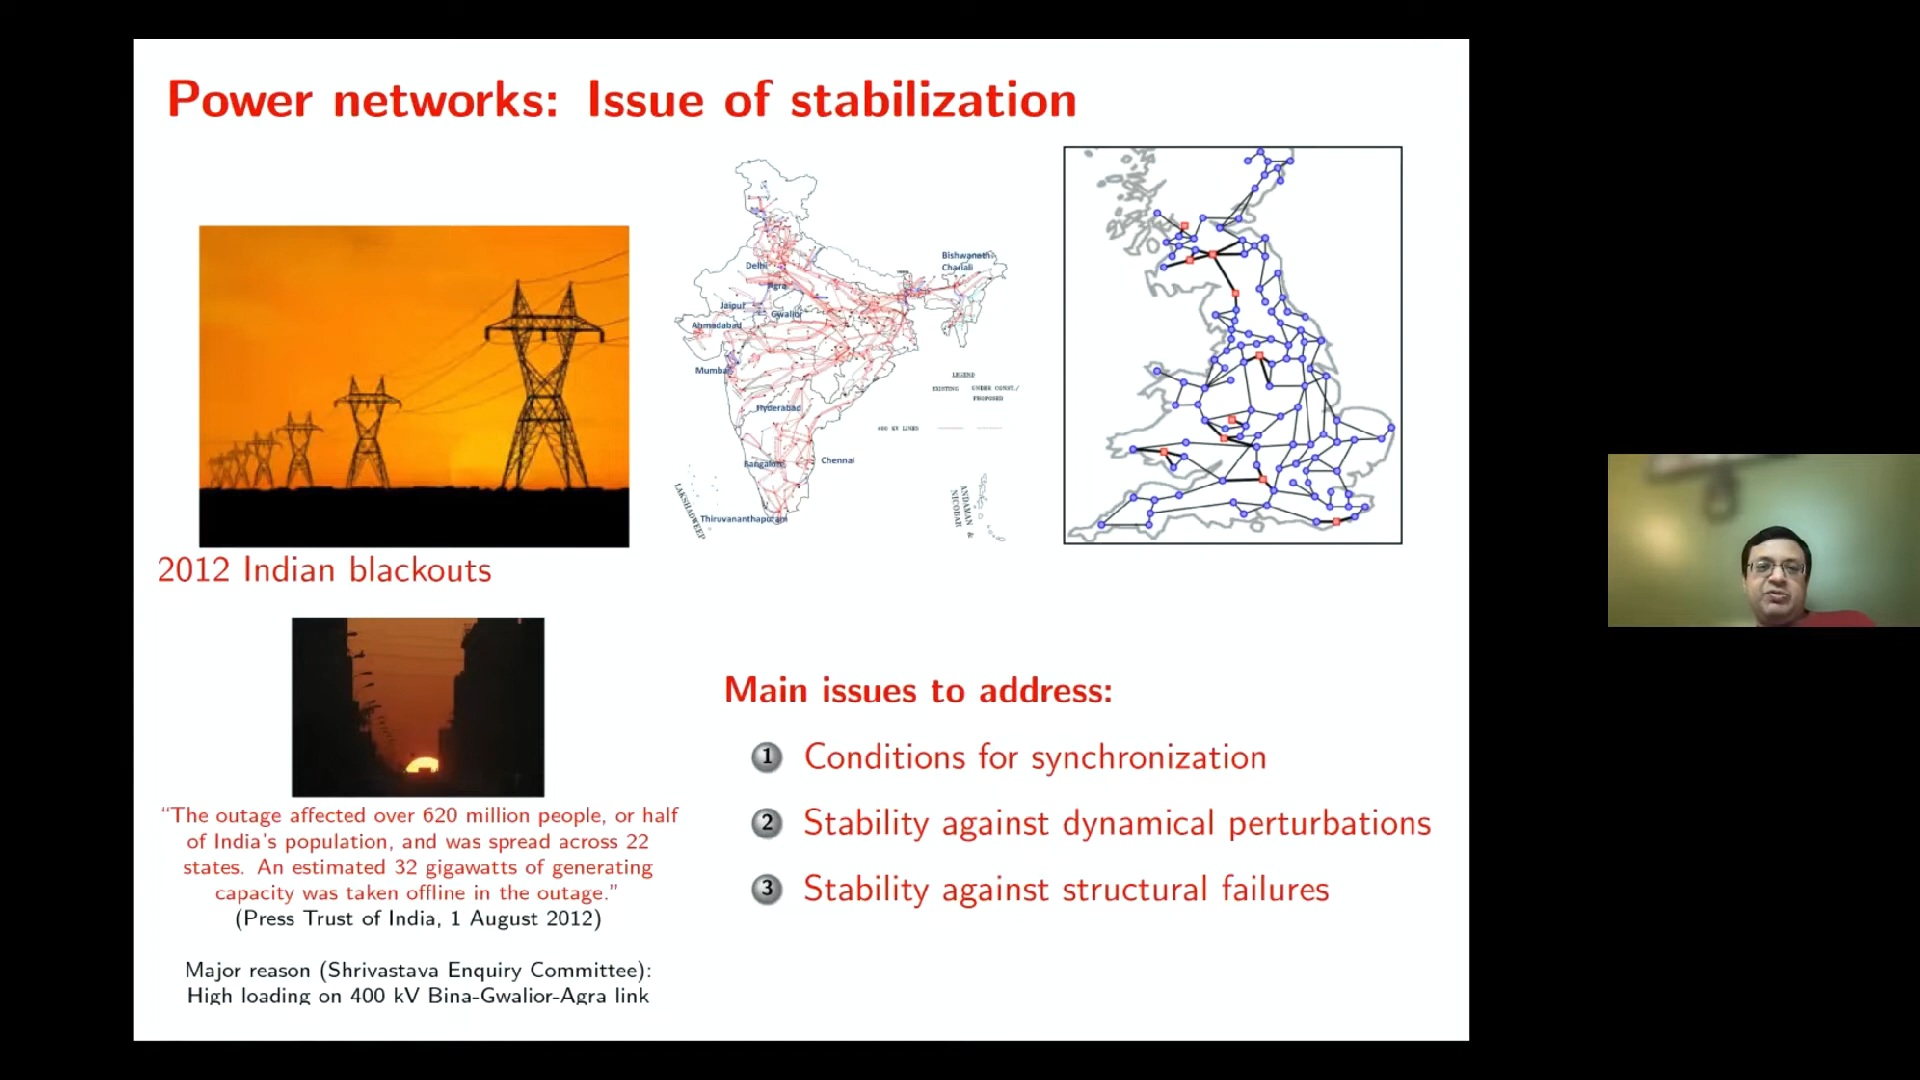 Power networks: Issue of stabilization
Bishwanath
Chariali
Delhi
Agra
Jaipur
Gwalior
Ahmadabad
Mumbai
LEGEND
EXISTING UNDER CONST./
PROPOSED
Hyderabad
400 KV LINES
Bangalore
Chennai
LAKSHADWEEP
ANDAMAN &
NICOBAR
Thiruvananthapuram
2012 Indian blackouts
“The outage affected over 620 million people, or half
of India's population, and was spread across 22
states. An estimated 32 gigawatts of generating
capacity was taken offline in the outage.”
(Press Trust of India, 1 August 2012)
Major reason (Shrivastava Enquiry Committee):
High loading on 400 kV Bina-Gwalior-Agra link
Main issues to address:
1 Conditions for synchronization
2 Stability against dynamical perturbations
3 Stability against structural failures